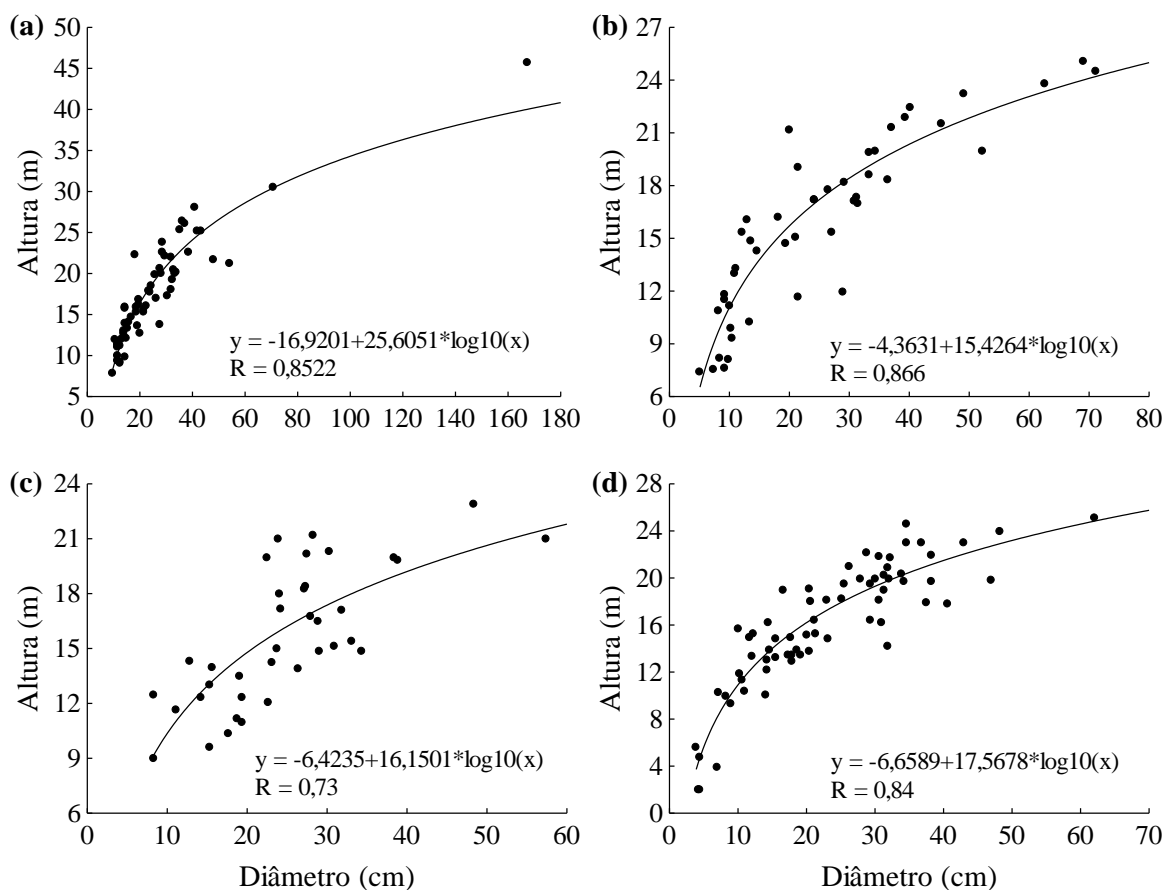 (a)
50
45
40
35
30
25
20
15
10
5
Altura (m)
0 20 40 60 80 100 120 140 160 180
y = -16,9201+25,6051*log10(x)
R = 0,8522
(b)
27
24
21
18
15
12
9
6
Altura (m)
0 10 20 30 40 50 60 70 80
y = -4,3631+15,4264*log10(x)
R = 0,866
(c)
24
21
18
15
12
9
6
Altura (m)
0 10 20 30 40 50 60
Diâmetro (cm)
y = -6,4235+16,1501*log10(x)
R = 0,73
(d)
28
24
20
16
12
8
4
0
Altura (m)
0 10 20 30 40 50 60 70
Diâmetro (cm)
y = -6,6589+17,5678*log10(x)
R = 0,84